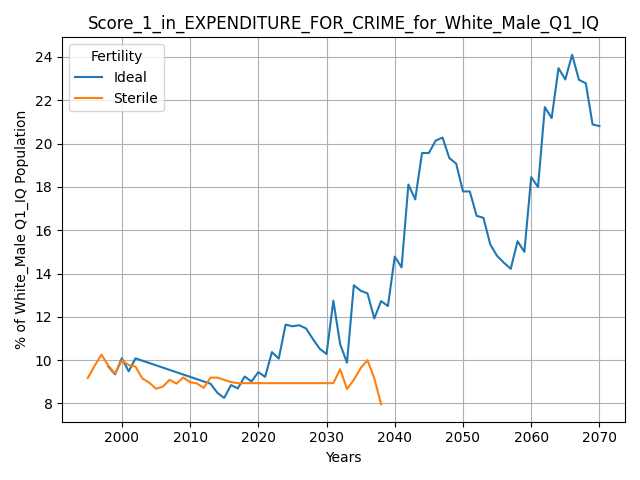 Score_1_in_EXPENDITURE_FOR_CRIME_for_White_Male_Q1_IQ
Fertility
Ideal
Sterile
% of White_Male Q1_IQ Population
24
22
20
18
16
14
12
10
8
2000 2010 2020 2030 2040 2050 2060 2070
Years